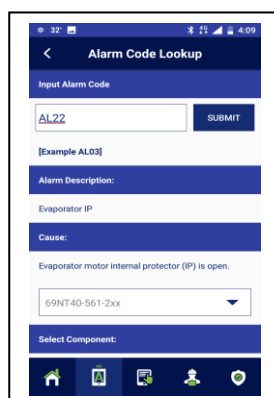 32°
4G
4:09
Alarm Code Lookup
Input Alarm Code
AL22
SUBMIT
[Example AL03]
Alarm Description:
Evaporator IP
Cause:
Evaporator motor internal protector (IP) is open.
69NT40-561-2xx
Select Component: